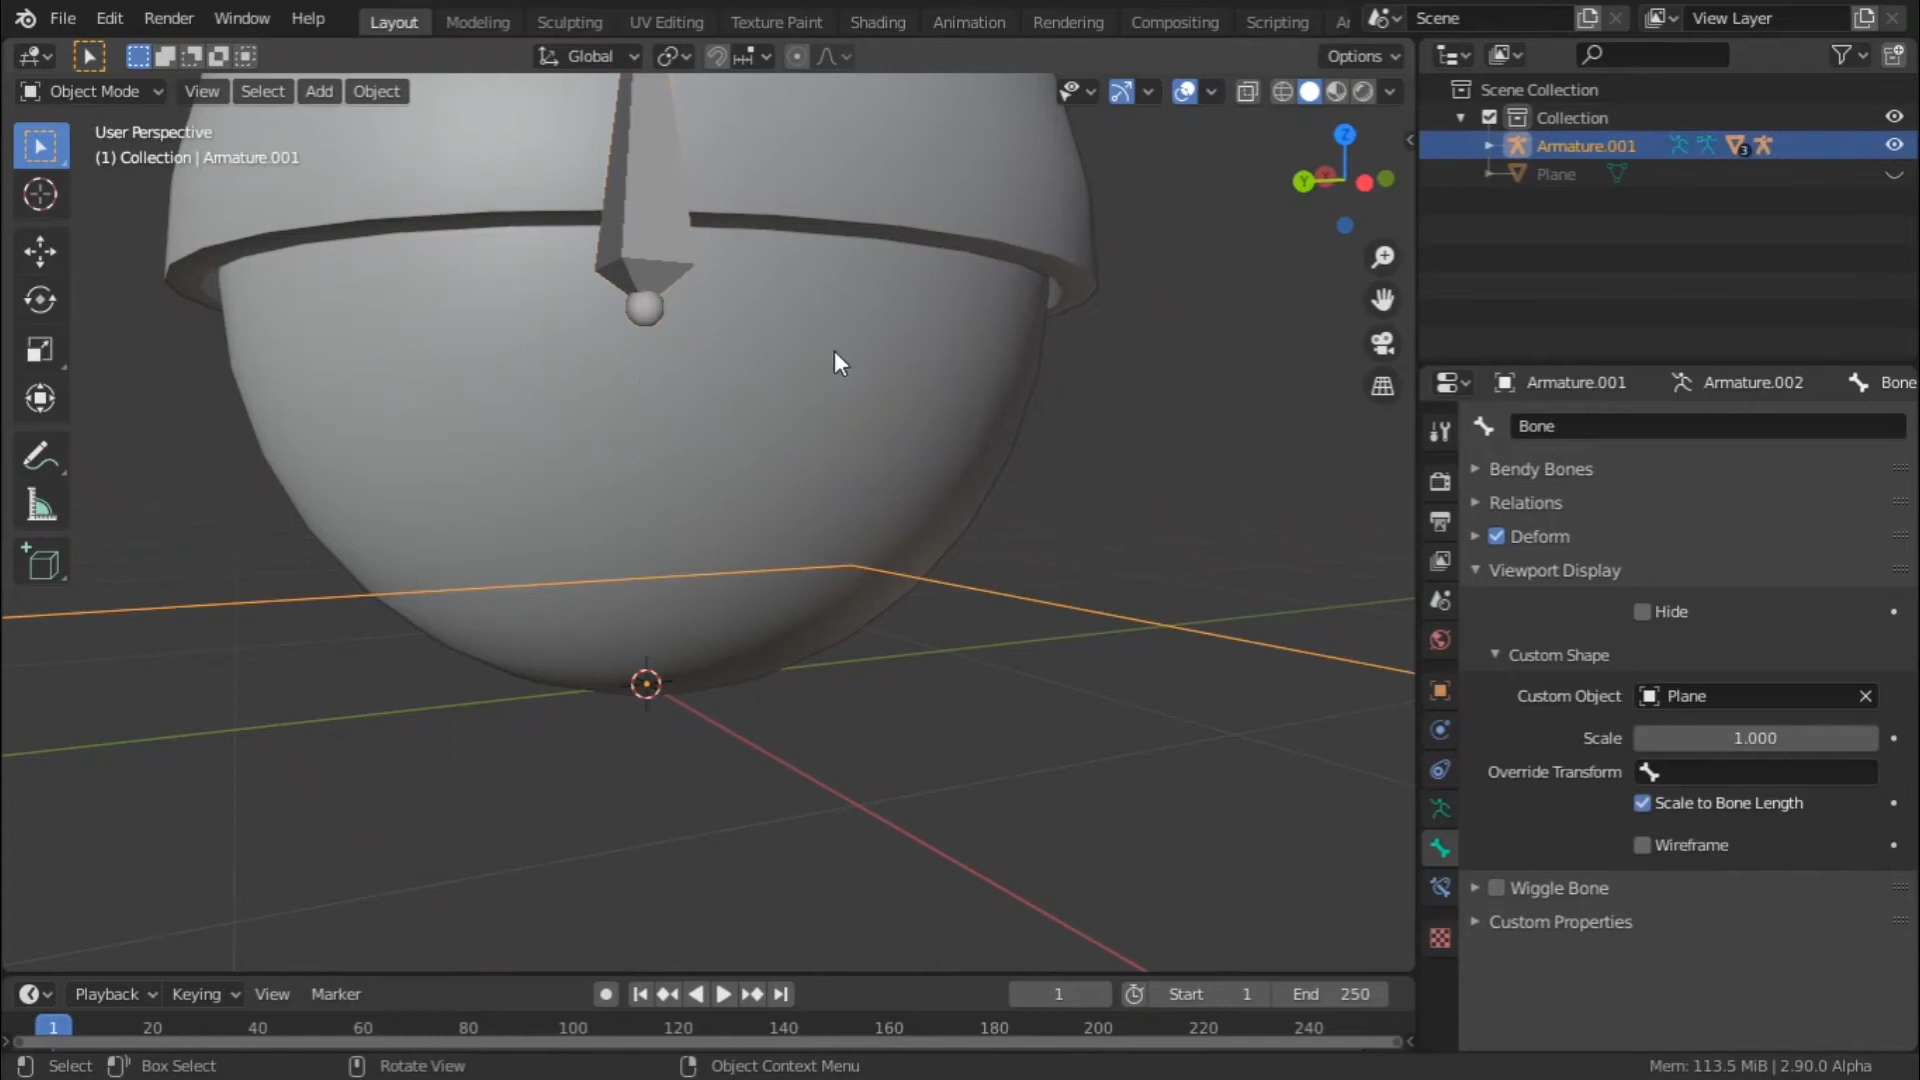 File Edit Render Window Help Layout Modeling Sculpting UV Editing Texture Paint Shading Animation Rendering Compositing Scripting Scene View Layer
Global Options
Object Mode View Select Add Object
User Perspective
(1) Collection | Armature.001
Z
Y
Scene Collection
Collection
Armature.001
3
Plane
Armature.001 Armature.002 Bone
Bone
Bendy Bones
Relations
Deform
Viewport Display
Hide
Custom Shape
Custom Object Plane
Scale 1.000
Override Transform
Scale to Bone Length
Wireframe
Wiggle Bone
Custom Properties
Playback Keying View Marker 1 Start 1 End 250
1 20 40 60 80 100 120 140 160 180 200 220 240
Select Box Select Rotate View Object Context Menu Mem: 113.5 MiB | 2.90.0 Alpha